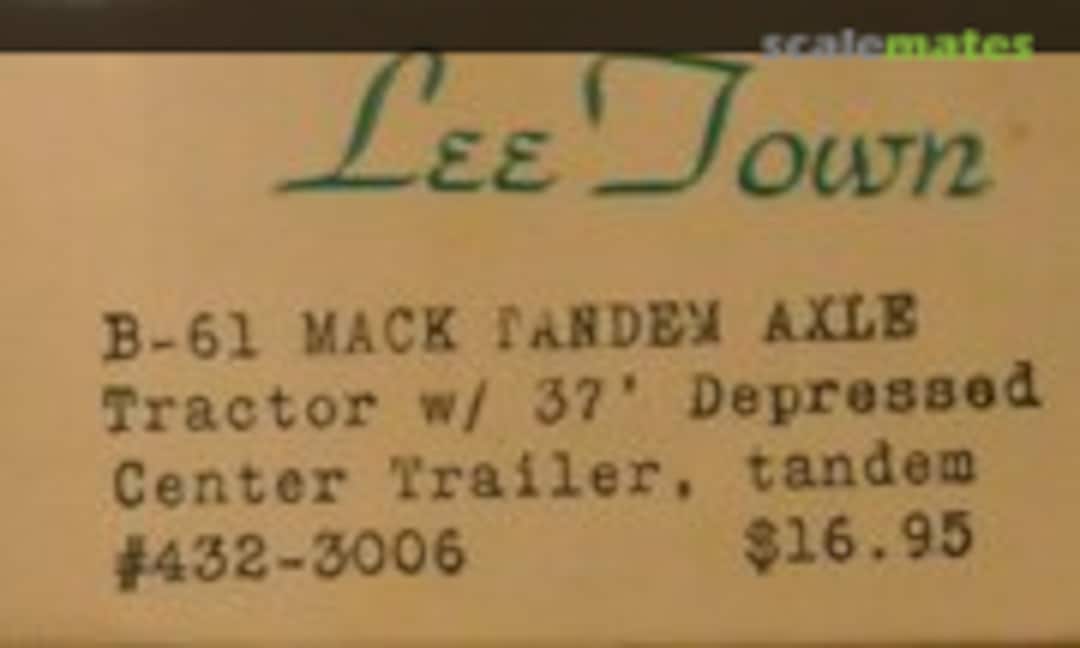 scalemates
Lee Town
B-61 MACK TANDEM AXLE
Tractor w/ 37' Depressed
Center Trailer, tandem
#432-3006 $16.95